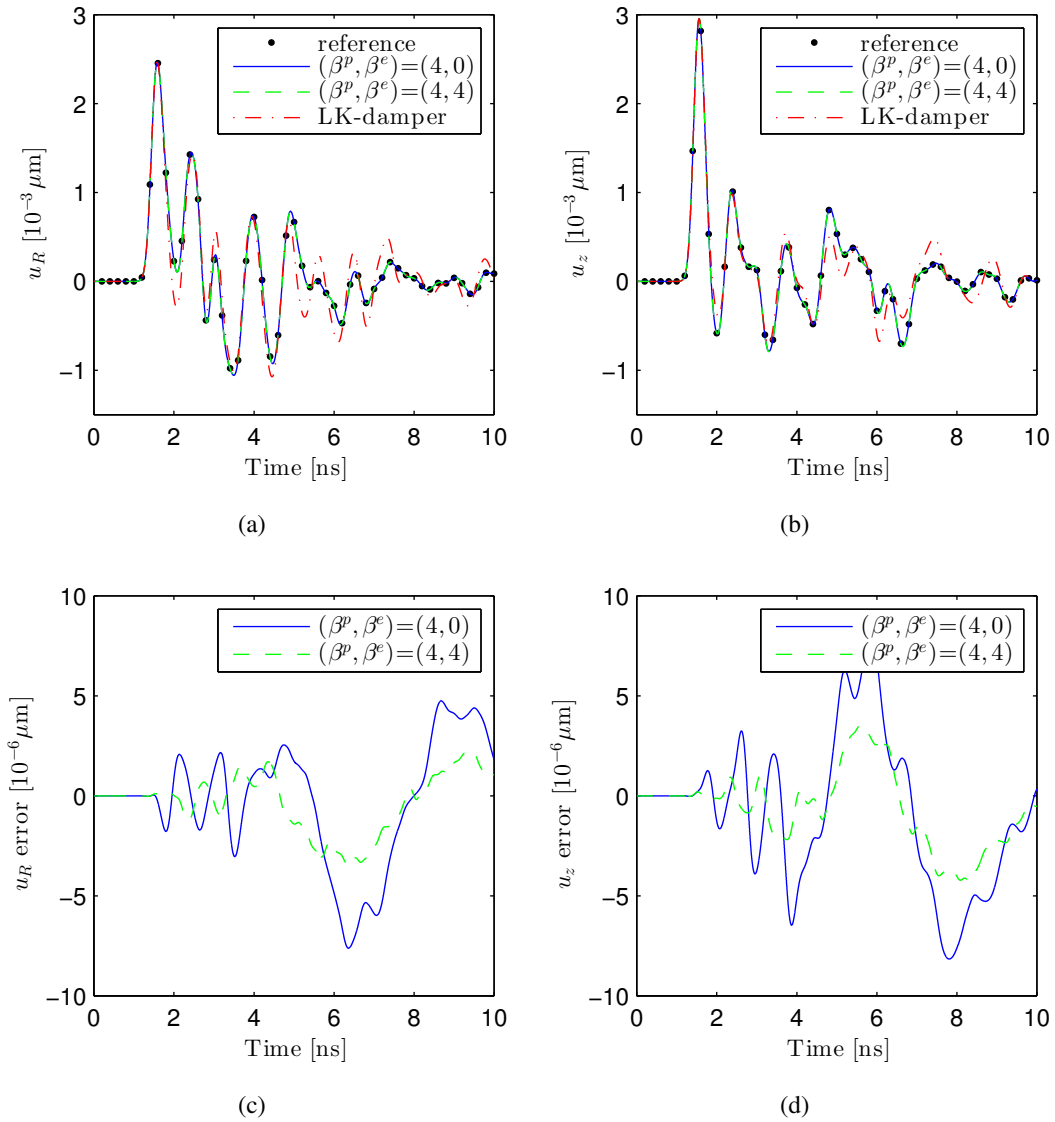 3
2
1
0
−1
u_R [10^{−3} μm]
reference
(β^p, β^e)=(4, 0)
(β^p, β^e)=(4, 4)
LK-damper
0 2 4 6 8 10
Time [ns]
(a)
3
2
1
0
−1
u_z [10^{−3} μm]
reference
(β^p, β^e)=(4, 0)
(β^p, β^e)=(4, 4)
LK-damper
0 2 4 6 8 10
Time [ns]
(b)
10
5
0
−5
−10
u_R error [10^{−6} μm]
(β^p, β^e)=(4, 0)
(β^p, β^e)=(4, 4)
0 2 4 6 8 10
Time [ns]
(c)
10
5
0
−5
−10
u_z error [10^{−6} μm]
(β^p, β^e)=(4, 0)
(β^p, β^e)=(4, 4)
0 2 4 6 8 10
Time [ns]
(d)